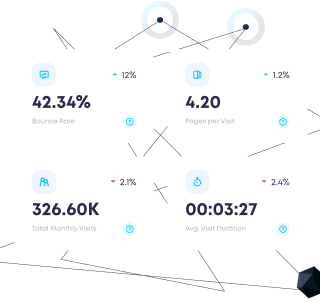 12%
42.34%
Bounce Rate
1.2%
4.20
Pages per Visit
2.1%
326.60K
Total Monthly Visits
2.4%
00:03:27
Avg. Visit Duration